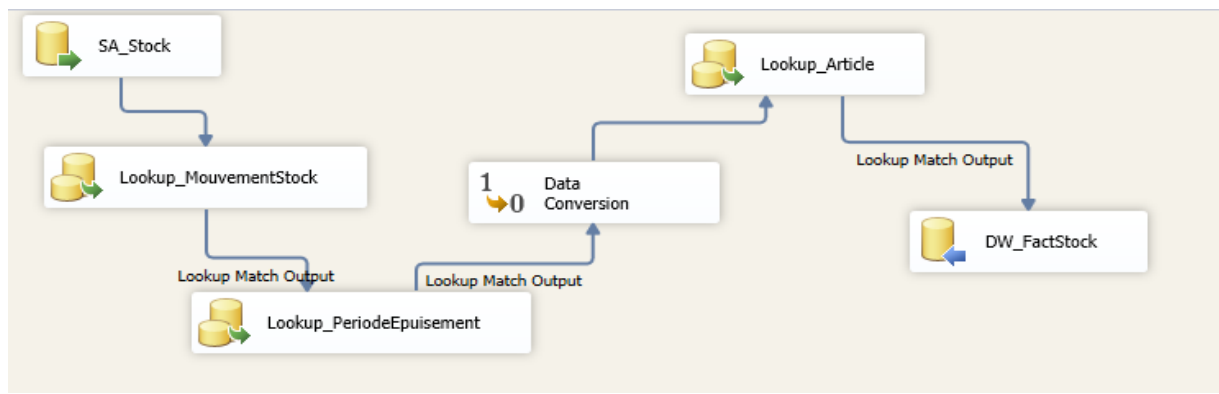 SA_Stock
Lookup_MouvementStock
Lookup Match Output
Lookup_PeriodeEpuisement
Lookup Match Output
1
0
Data
Conversion
Lookup_Article
Lookup Match Output
DW_FactStock